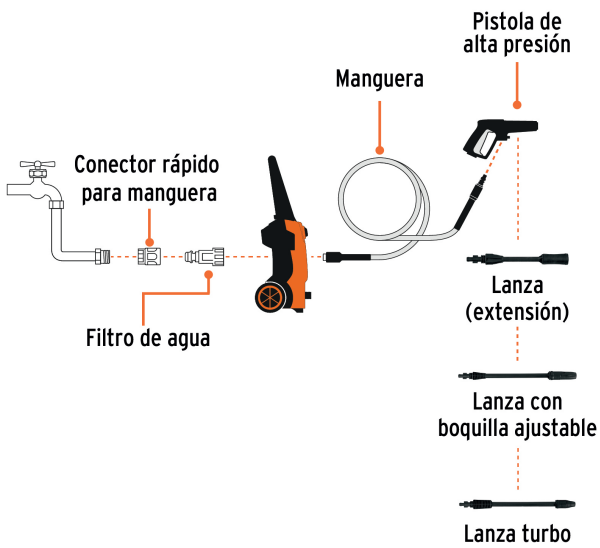 Pistola de
alta presión
Manguera
Conector rápido
para manguera
Filtro de agua
Lanza
(extensión)
Lanza con
boquilla ajustable
Lanza turbo